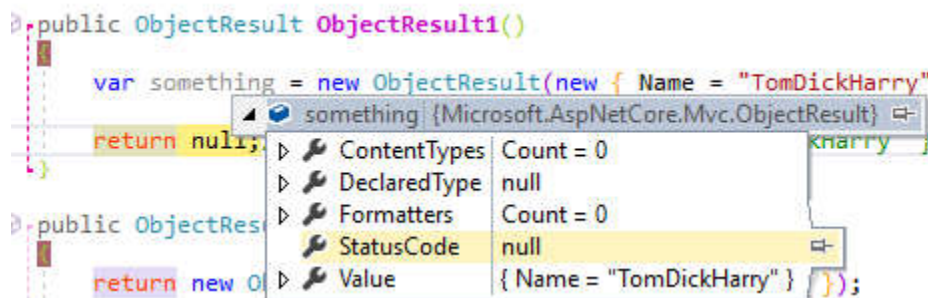 public ObjectResult ObjectResult1()
{
var something = new ObjectResult(new { Name = "TomDickHarry"
something {Microsoft.AspNetCore.Mvc.ObjectResult}
return null;
ContentTypes Count = 0
DeclaredType null
}
Formatters Count = 0
public ObjectRes
StatusCode null
{
Value { Name = "TomDickHarry" }
return new Ob });